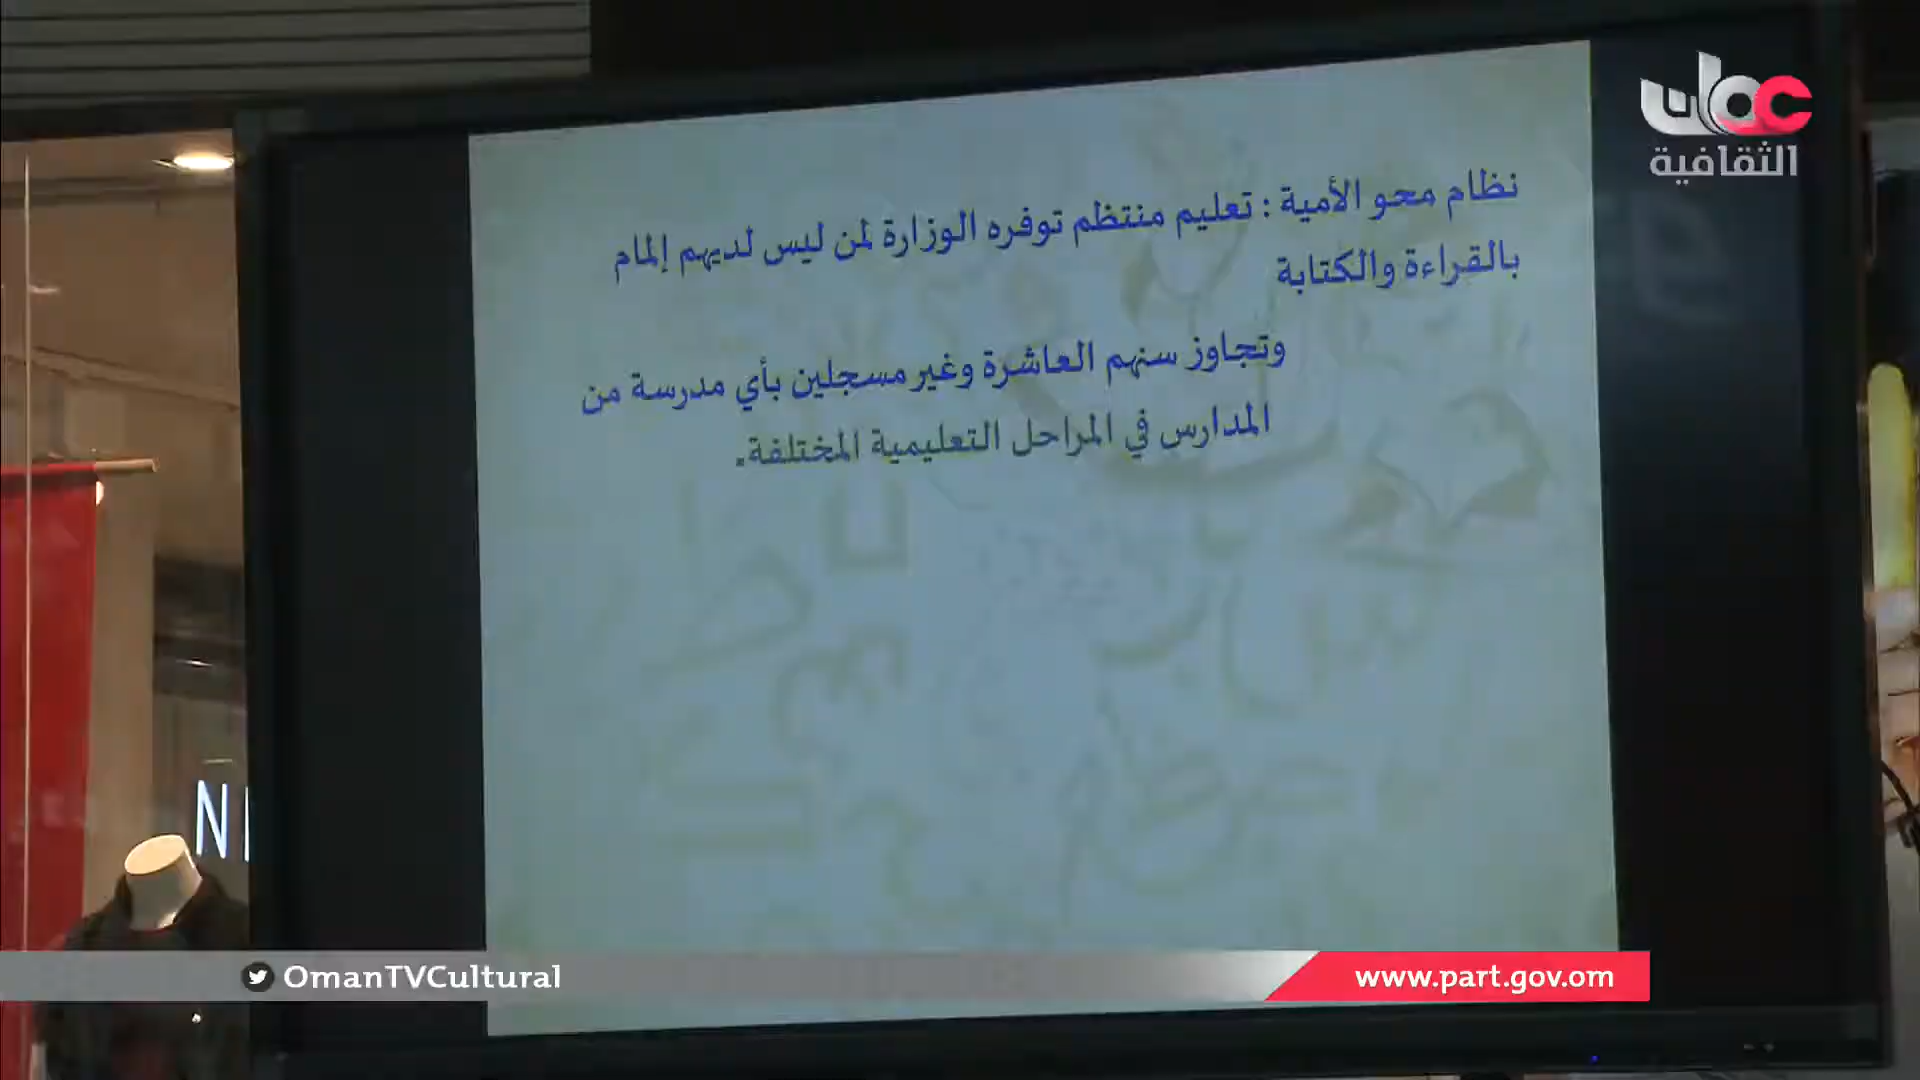 عمان
الثقافية
نظام محو الأمية : تعليم منتظم توفره الوزارة لمن ليس لديهم إلمام
بالقراءة والكتابة
وتجاوز سنهم العاشرة وغير مسجلين بأي مدرسة من
المدارس في المراحل التعليمية المختلفة.
N
OmanTVCultural
www.part.gov.om